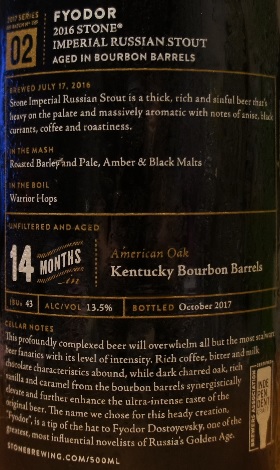 2017 SERIES
02
FYODOR
2016 STONE®
IMPERIAL RUSSIAN STOUT
AGED IN BOURBON BARRELS
BREWED JULY 17, 2016
Stone Imperial Russian Stout is a thick, rich and sinful beer that's
heavy on the palate and massively aromatic with notes of anise, black
currants, coffee and roastiness.
IN THE MASH
Roasted Barley and Pale, Amber & Black Malts
IN THE BOIL
Warrior Hops
UNFILTERED AND AGED
14 MONTHS
in
American Oak
Kentucky Bourbon Barrels
IBUs 43 ALC/VOL 13.5% BOTTLED October 2017
CELLAR NOTES
This profoundly complexed beer will overwhelm all but the most stalwart
beer fanatics with its level of intensity. Rich coffee, bitter and milk
chocolate characteristics abound, while dark charred oak, rich
vanilla and caramel from the bourbon barrels synergistically
elevate and further enhance the ultra-intense taste of the
original beer. The name we chose for this heady creation,
"Fyodor", is a tip of the hat to Fyodor Dostoyevsky, one of the
greatest, most influential novelists of Russia's Golden Age.
STONEBREWING.COM/500ML